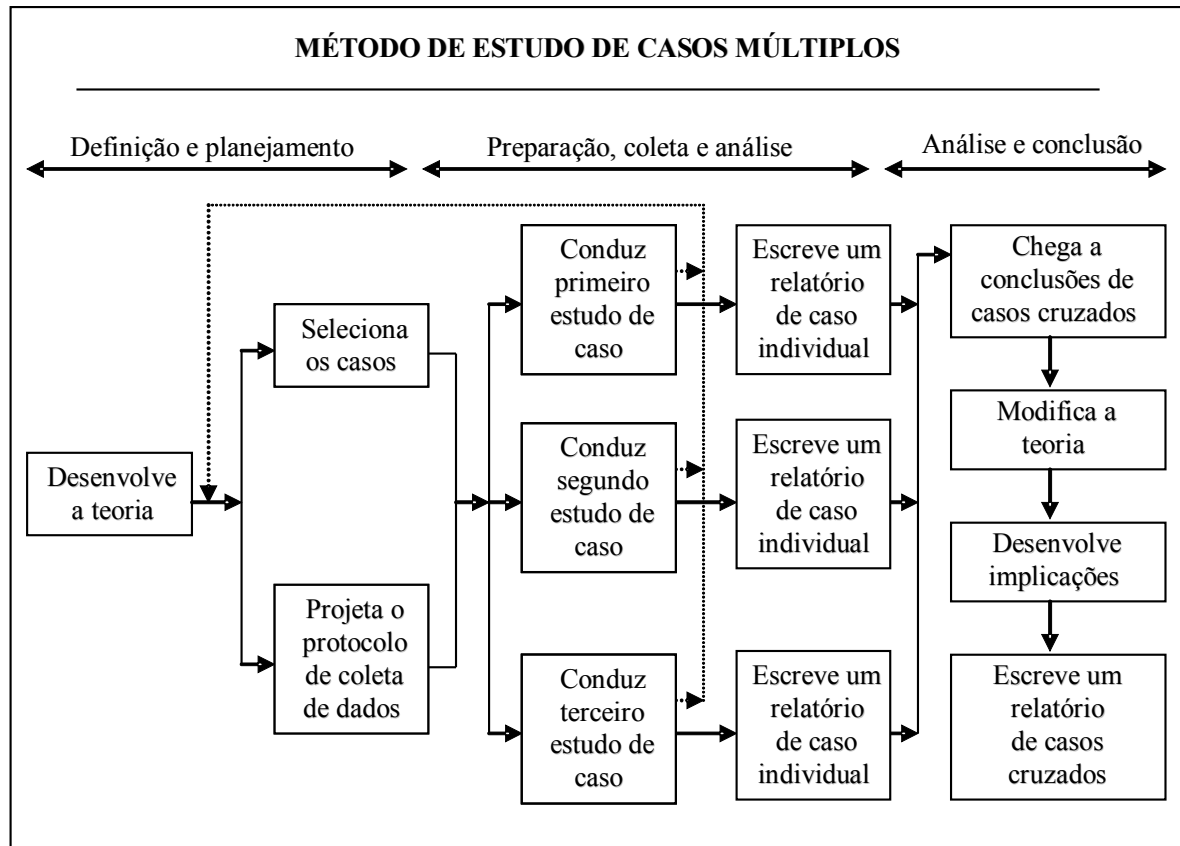 MÉTODO DE ESTUDO DE CASOS MÚLTIPLOS
Definição e planejamento
Preparação, coleta e análise
Análise e conclusão
Desenvolve
a teoria
Seleciona
os casos
Projeta o
protocolo
de coleta
de dados
Conduz
primeiro
estudo de
caso
Conduz
segundo
estudo de
caso
Conduz
terceiro
estudo de
caso
Escreve um
relatório
de caso
individual
Escreve um
relatório
de caso
individual
Escreve um
relatório
de caso
individual
Chega a
conclusões de
casos cruzados
Modifica a
teoria
Desenvolve
implicações
Escreve um
relatório
de casos
cruzados